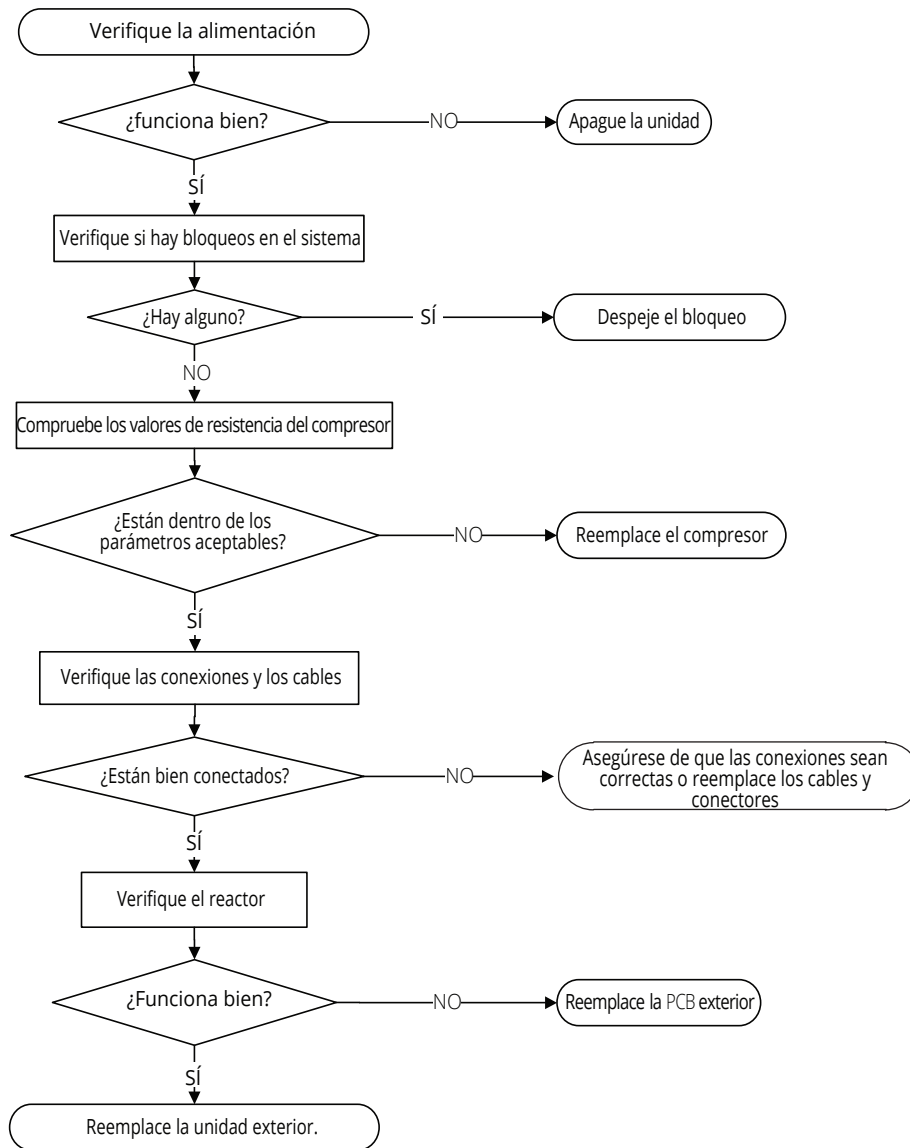 Verifique la alimentación
¿funciona bien?
NO
Apague la unidad
SÍ
Verifique si hay bloqueos en el sistema
¿Hay alguno?
SÍ
Despeje el bloqueo
NO
Compruebe los valores de resistencia del compresor
¿Están dentro de los
parámetros aceptables?
NO
Reemplace el compresor
SÍ
Verifique las conexiones y los cables
¿Están bien conectados?
NO
Asegúrese de que las conexiones sean
correctas o reemplace los cables y
conectores
SÍ
Verifique el reactor
¿Funciona bien?
NO
Reemplace la PCB exterior
SÍ
Reemplace la unidad exterior.